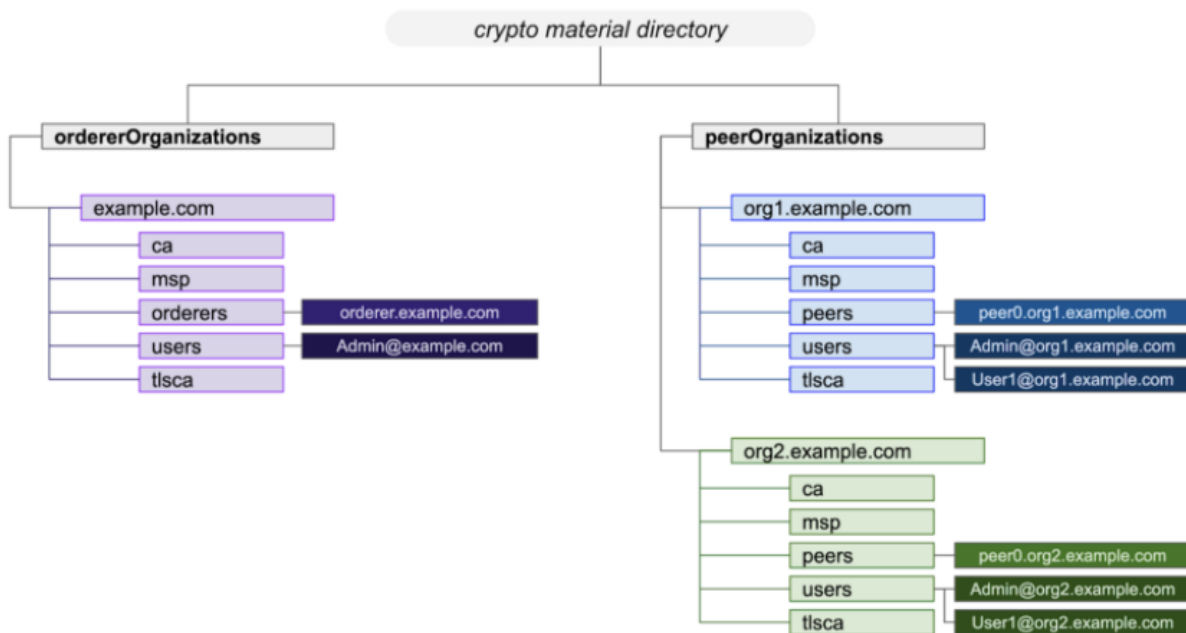 crypto material directory
ordererOrganizations
example.com
ca
msp
orderers
orderer.example.com
users
Admin@example.com
tlsca
peerOrganizations
org1.example.com
ca
msp
peers
peer0.org1.example.com
users
Admin@org1.example.com
User1@org1.example.com
tlsca
org2.example.com
ca
msp
peers
peer0.org2.example.com
users
Admin@org2.example.com
User1@org2.example.com
tlsca